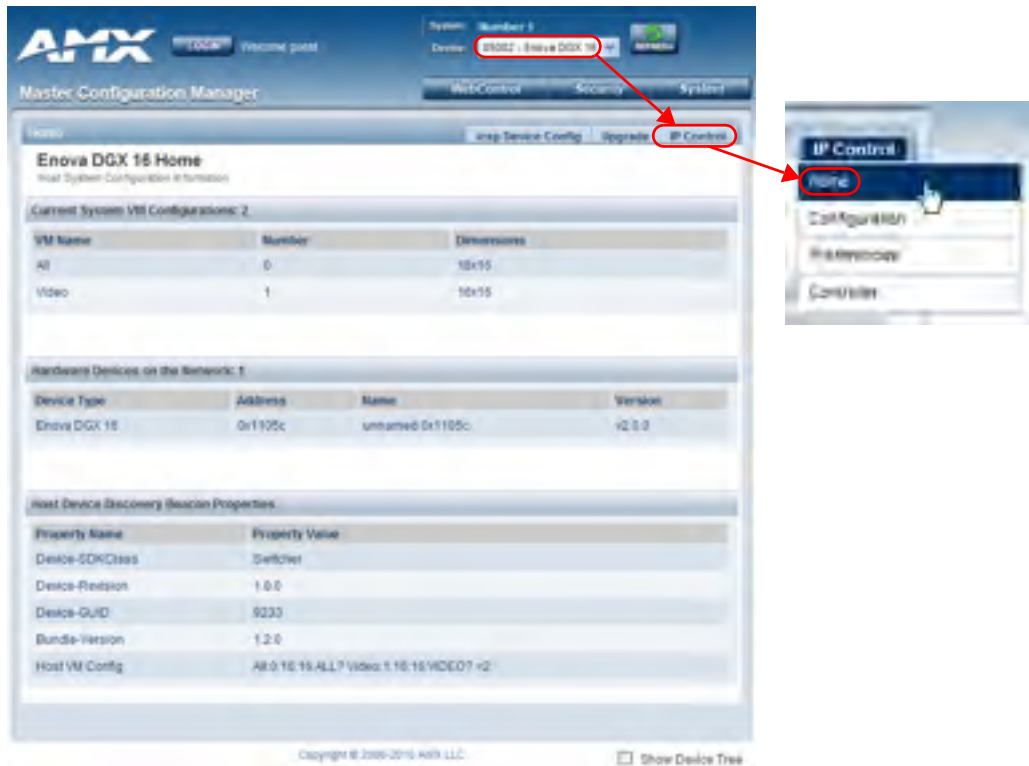 AMX LOGIN Welcome guest
System: Number 1
Device: 05002 - Enova DGX 16
REFRESH
Master Configuration Manager
WebControl Security System
Home
Device Config Upgrade IP Control
Enova DGX 16 Home
Host System Configuration Information
Current System VM Configurations: 2
VM Name Number Dimensions
All 0 16x16
Video 1 16x16
Hardware Devices on the Network: 1
Device Type Address Name Version
Enova DGX 16 0x1105c unnamed 0x1105c v2.0.0
Host Device Discovery Beacon Properties
Property Name Property Value
Device-SDKClass Switcher
Device-Revision 1.0.0
Device-GUID 9233
Bundle-Version 1.2.0
Host VM Config All:0:16:16:ALL? Video:1:16:16:VIDEO? v2
Copyright © 2006-2010 AMX LLC.
Show Device Tree
IP Control
Home
Configuration
Preferences
Controller